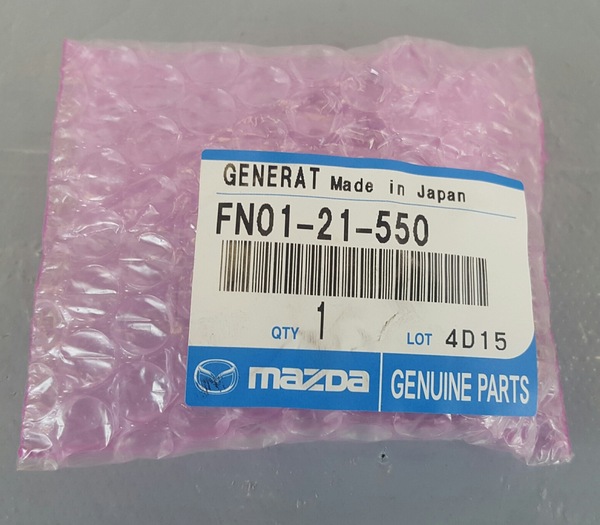 GENERAT Made in Japan
FN01-21-550
QTY 1 LOT 4D15
mazda GENUINE PARTS